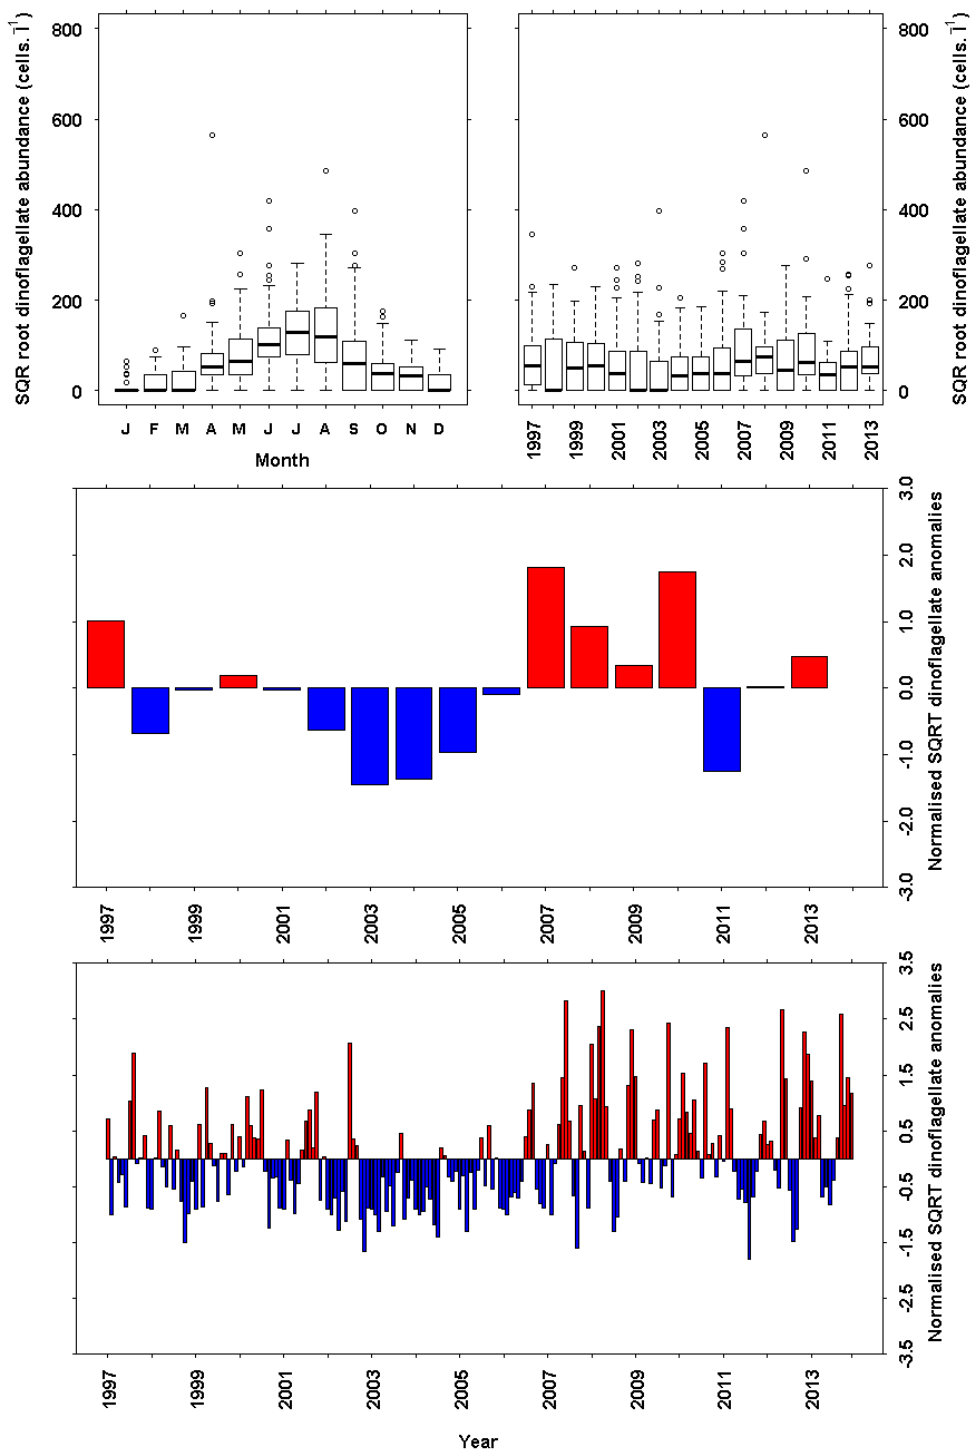 SQR root dinoflagellate abundance (cells. l⁻¹)
800
600
400
200
0
J F M A M J J A S O N D
Month
800
600
400
200
0
SQR root dinoflagellate abundance (cells. l⁻¹)
1997 1999 2001 2003 2005 2007 2009 2011 2013
3.0
2.0
1.0
0.0
-1.0
-2.0
-3.0
Normalised SQRT dinoflagellate anomalies
1997 1999 2001 2003 2005 2007 2009 2011 2013
3.5
2.5
1.5
0.5
-0.5
-1.5
-2.5
-3.5
Normalised SQRT dinoflagellate anomalies
1997 1999 2001 2003 2005 2007 2009 2011 2013
Year